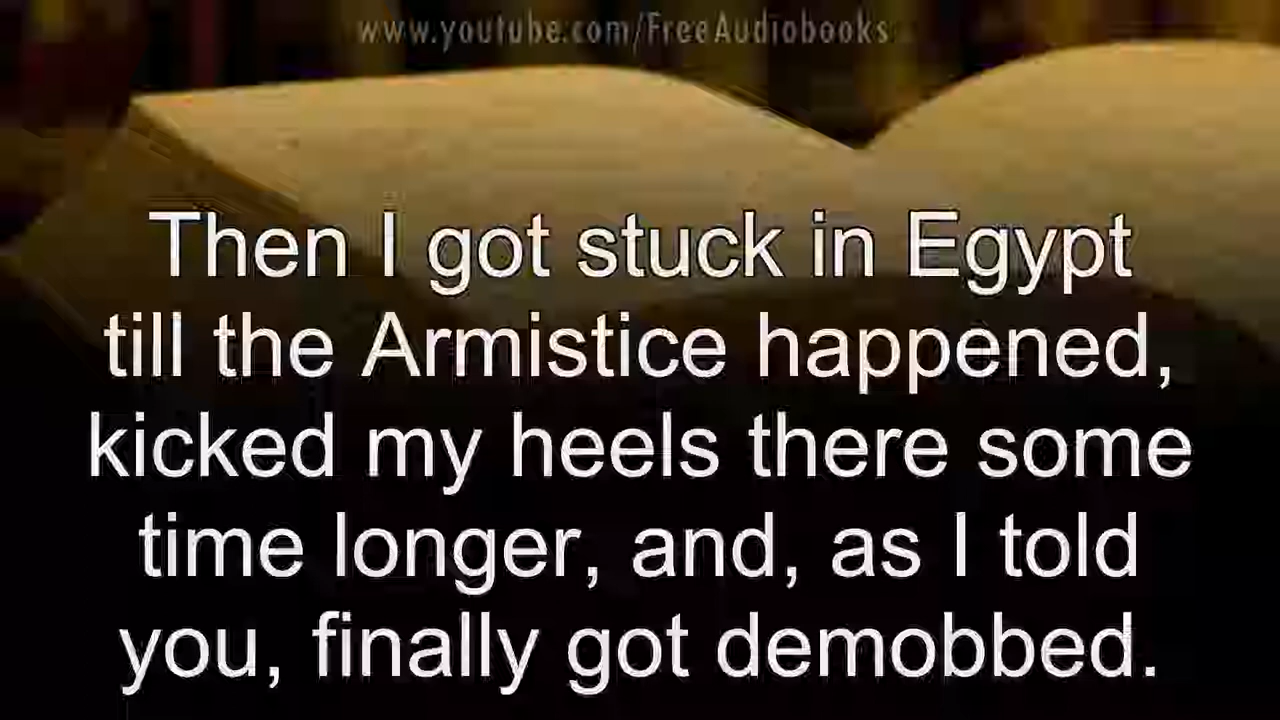 www.youtube.com/FreeAudiobooks
Then I got stuck in Egypt
till the Armistice happened,
kicked my heels there some
time longer, and, as I told
you, finally got demobbed.